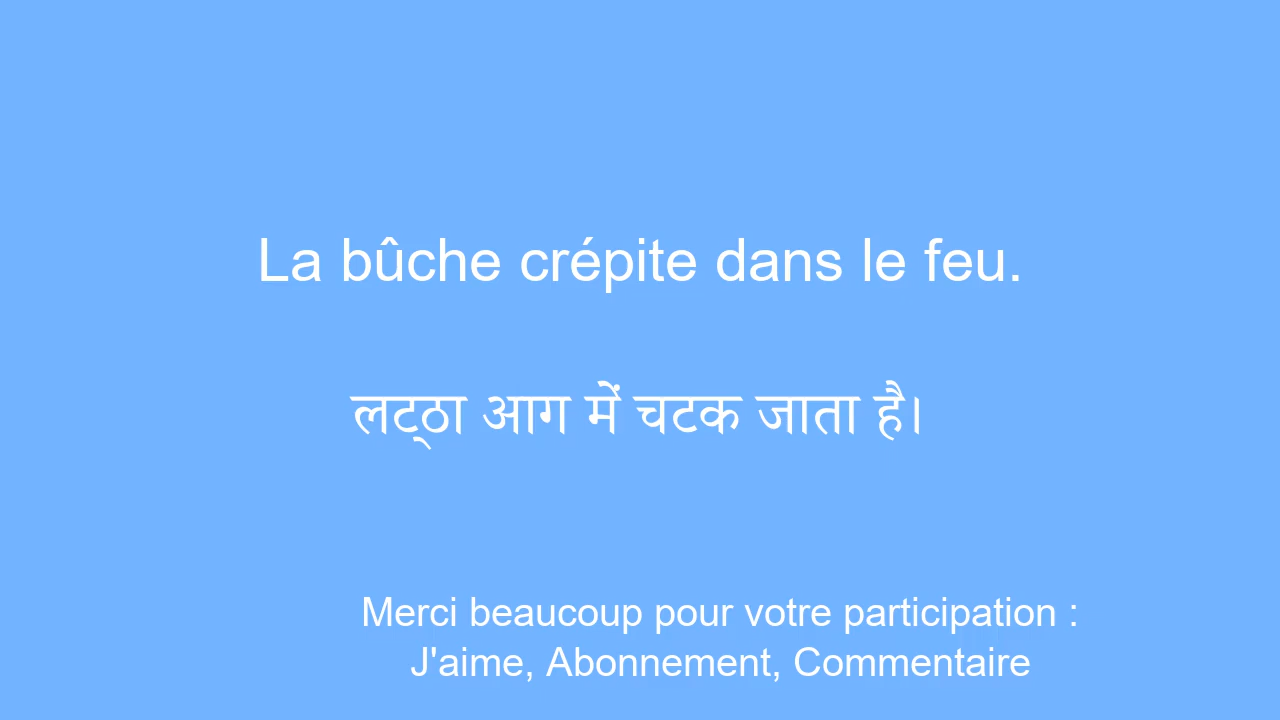 La bûche crépite dans le feu.
लट्ठा आग में चटक जाता है।
Merci beaucoup pour votre participation :
J'aime, Abonnement, Commentaire